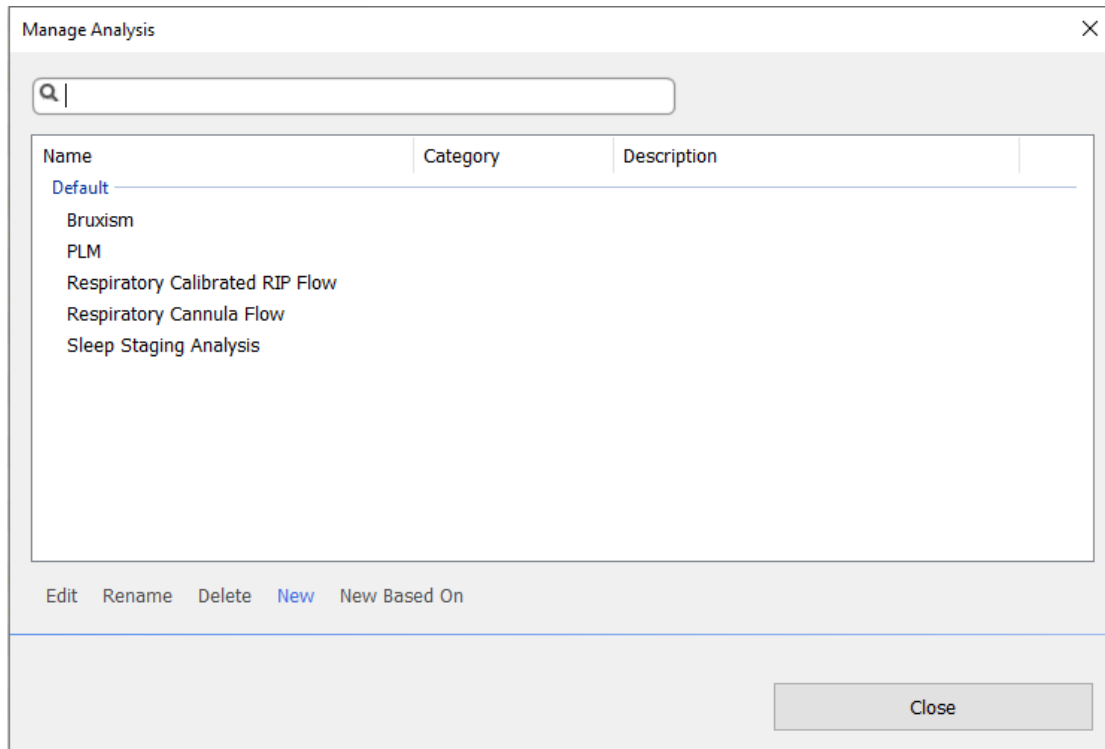 Manage Analysis
Name Category Description
Default
Bruxism
PLM
Respiratory Calibrated RIP Flow
Respiratory Cannula Flow
Sleep Staging Analysis
Edit Rename Delete New New Based On
Close